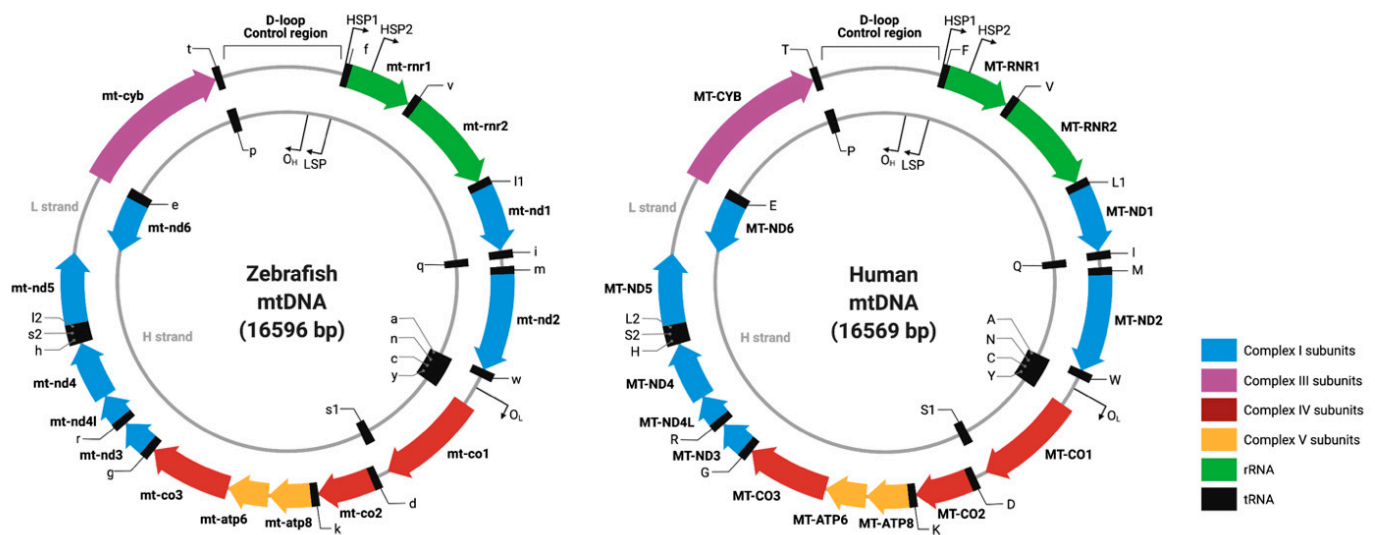 D-loop
Control region
HSP1
HSP2
t
f
mt-rnr1
v
mt-cyb
mt-rnr2
p
OH
LSP
l1
L strand
e
mt-nd1
mt-nd6
i
q
m
Zebrafish
mtDNA
(16596 bp)
mt-nd5
mt-nd2
l2
s2
h
H strand
a
n
c
y
w
mt-nd4
OL
mt-nd4l
r
s1
mt-nd3
g
mt-co1
mt-co3
d
mt-atp6
mt-atp8
mt-co2
k
D-loop
Control region
HSP1
HSP2
T
F
MT-RNR1
V
MT-CYB
MT-RNR2
P
OH
LSP
L1
L strand
E
MT-ND1
MT-ND6
I
Q
M
Human
mtDNA
(16569 bp)
MT-ND5
MT-ND2
L2
S2
H
H strand
A
N
C
Y
W
MT-ND4
OL
MT-ND4L
R
S1
MT-ND3
G
MT-CO1
MT-CO3
D
MT-ATP6
MT-ATP8
MT-CO2
K
Complex I subunits
Complex III subunits
Complex IV subunits
Complex V subunits
rRNA
tRNA